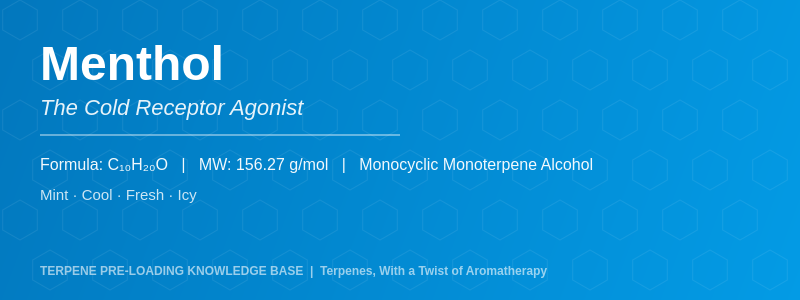 Menthol
The Cold Receptor Agonist
Formula: C₁₀H₂₀O | MW: 156.27 g/mol | Monocyclic Monoterpene Alcohol
Mint · Cool · Fresh · Icy
TERPENE PRE-LOADING KNOWLEDGE BASE | Terpenes, With a Twist of Aromatherapy